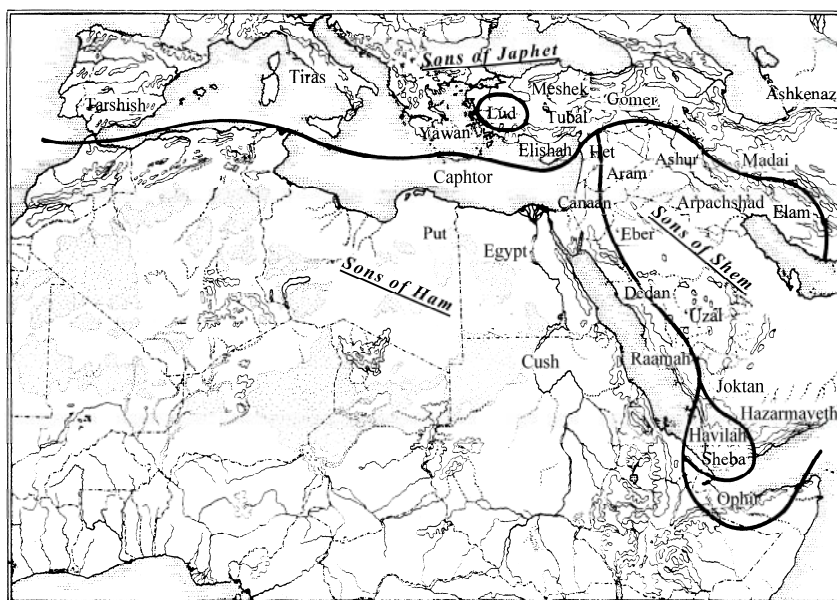 Sons of Japhet
Tiras
Meshek
Gomer
Ashkenaz
Tarshish
Lud
Tubal
Yawan
Elishah
Het
Ashur
Madai
Caphtor
Aram
Canaan
Arpachshad
Elam
Put
'Eber
Egypt
Sons of Shem
Sons of Ham
Dedan
'Uzal
Cush
Raamah
Joktan
Hazarmaveth
Havilah
Sheba
Ophir